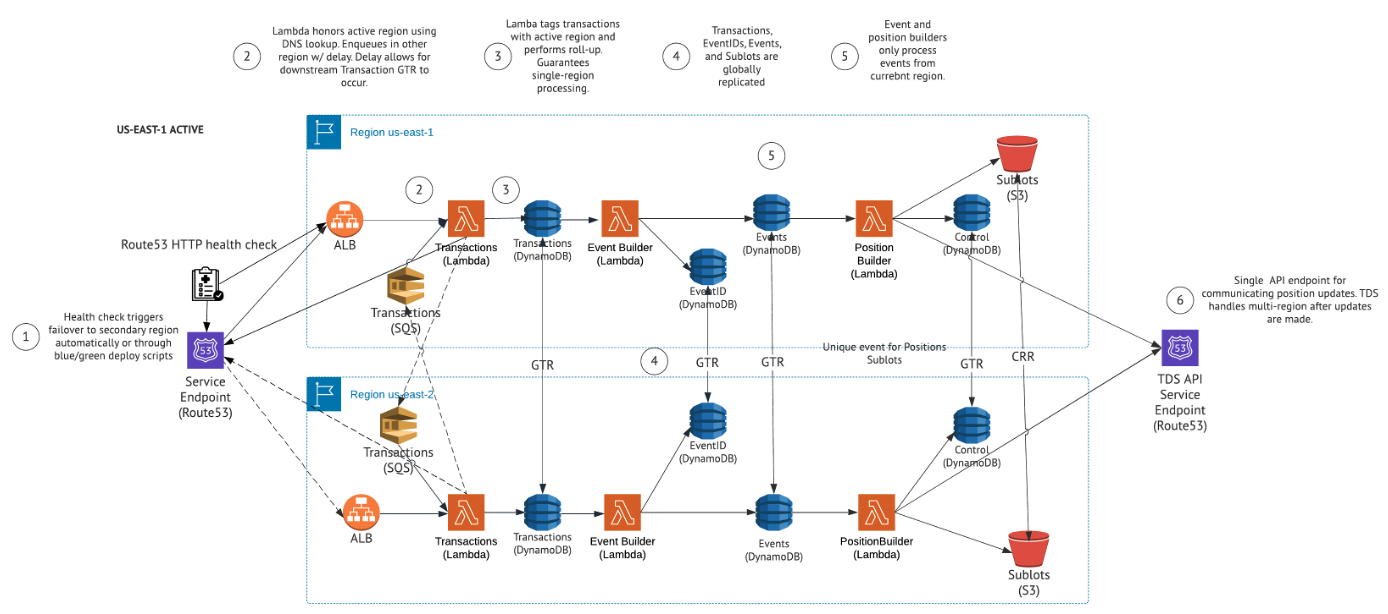 Lambda honors active region using
DNS lookup. Enqueues in other
region w/ delay. Delay allows for
downstream Transaction GTR to
occur.
2
Lamba tags transactions
with active region and
performs roll-up.
Guarantees
single-region
processing.
3
Transactions,
EventIDs, Events,
and Sublots are
globally
replicated
4
Event and
position builders
only process
events from
currebnt region.
5
US-EAST-1 ACTIVE
Region us-east-1
5
2
3
Sublots
(S3)
Route53 HTTP health check
ALB
Transactions
(Lambda)
Transactions
(DynamoDB)
Event Builder
(Lambda)
Events
(DynamoDB)
Position
Builder
(Lambda)
Control
(DynamoDB)
EventID
(DynamoDB)
Transactions
(SQS)
1
Health check triggers
failover to secondary region
automatically or through
blue/green deploy scripts
6
Single API endpoint for
communicating position updates. TDS
handles multi-region after updates
are made.
Service
Endpoint
(Route53)
TDS API
Service
Endpoint
(Route53)
Unique event for Positions
Sublots
GTR
4
GTR
GTR
GTR
CRR
Region us-east-2
Transactions
(SQS)
EventID
(DynamoDB)
Control
(DynamoDB)
ALB
Transactions
(Lambda)
Transactions
(DynamoDB)
Event Builder
(Lambda)
Events
(DynamoDB)
PositionBuilder
(Lambda)
Sublots
(S3)
53
53